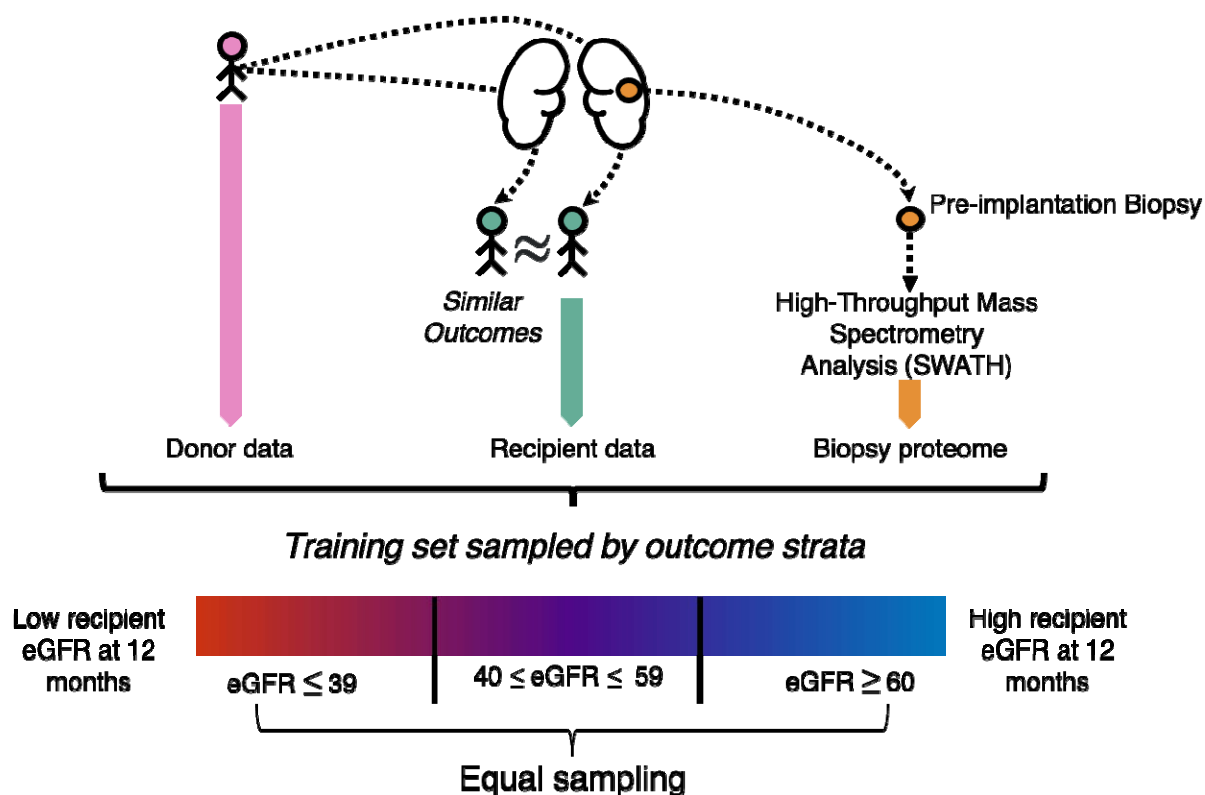 Pre-implantation Biopsy
Similar
Outcomes
High-Throughput Mass
Spectrometry
Analysis (SWATH)
Donor data
Recipient data
Biopsy proteome
Training set sampled by outcome strata
Low recipient
eGFR at 12
months
eGFR ≤ 39
40 ≤ eGFR ≤ 59
eGFR ≥ 60
High recipient
eGFR at 12
months
Equal sampling